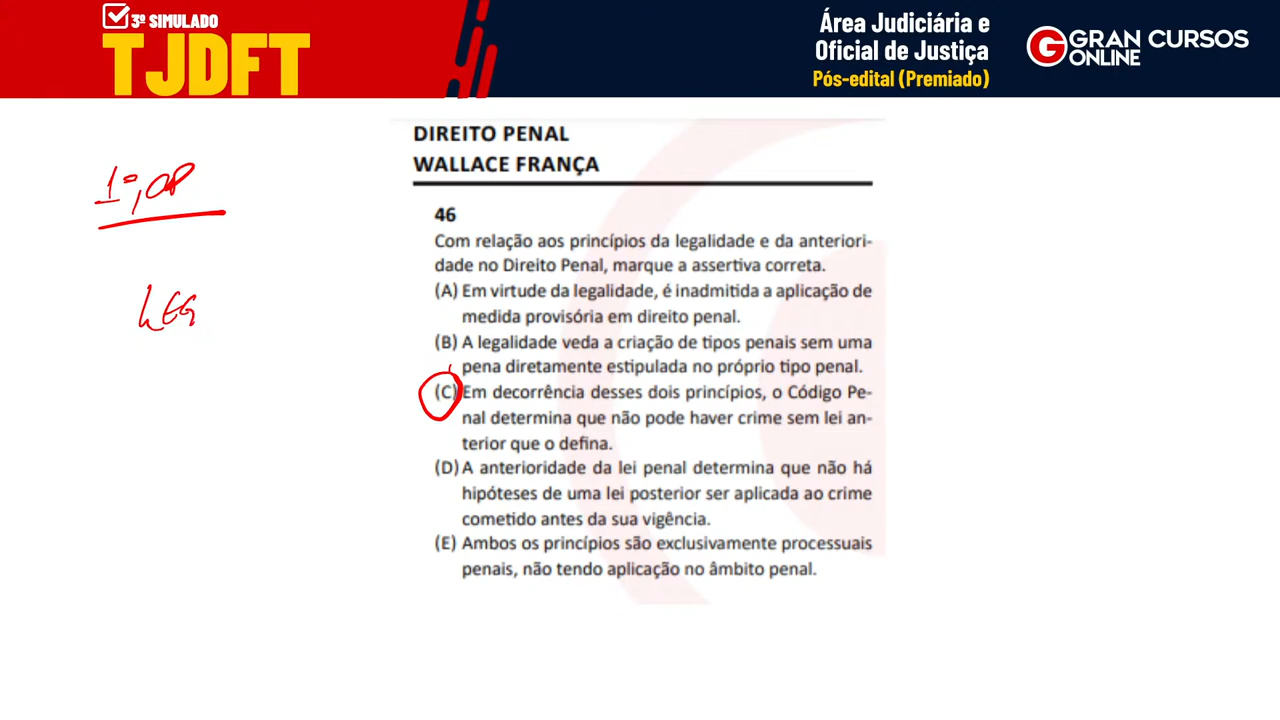 3º SIMULADO
TJDFT
Área Judiciária e
Oficial de Justiça
Pós-edital (Premiado)
G GRAN CURSOS
ONLINE
DIREITO PENAL
WALLACE FRANÇA
1º, CP
LEG
46
Com relação aos princípios da legalidade e da anteriori-
dade no Direito Penal, marque a assertiva correta.
(A) Em virtude da legalidade, é inadmitida a aplicação de
medida provisória em direito penal.
(B) A legalidade veda a criação de tipos penais sem uma
pena diretamente estipulada no próprio tipo penal.
(C) Em decorrência desses dois princípios, o Código Pe-
nal determina que não pode haver crime sem lei an-
terior que o defina.
(D) A anterioridade da lei penal determina que não há
hipóteses de uma lei posterior ser aplicada ao crime
cometido antes da sua vigência.
(E) Ambos os princípios são exclusivamente processuais
penais, não tendo aplicação no âmbito penal.